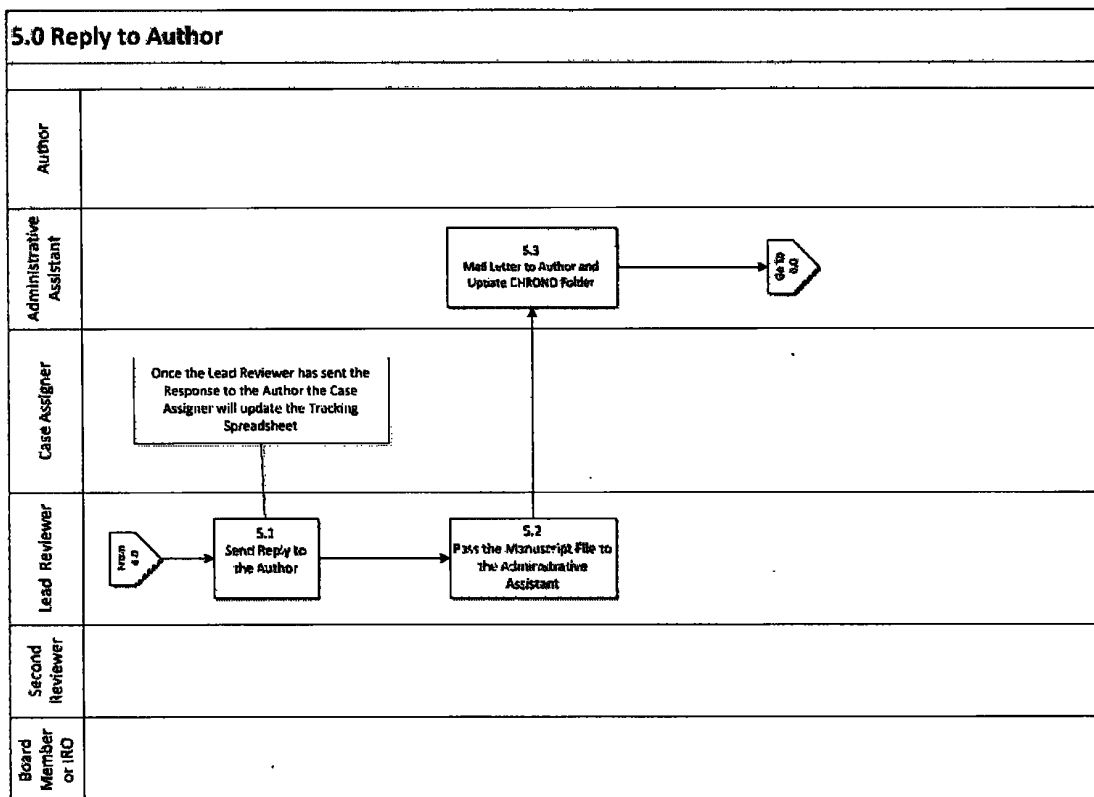 5.0 Reply to Author
Author
Administrative
Assistant
5.3
Mail Letter to Author and
Update CHRONO Folder
Go To
6.0
Case Assigner
Once the Lead Reviewer has sent the
Response to the Author the Case
Assigner will update the Tracking
Spreadsheet
Lead Reviewer
From
4.0
5.1
Send Reply to
the Author
5.2
Pass the Manuscript File to
the Administrative
Assistant
Second
Reviewer
Board
Member
or IRO